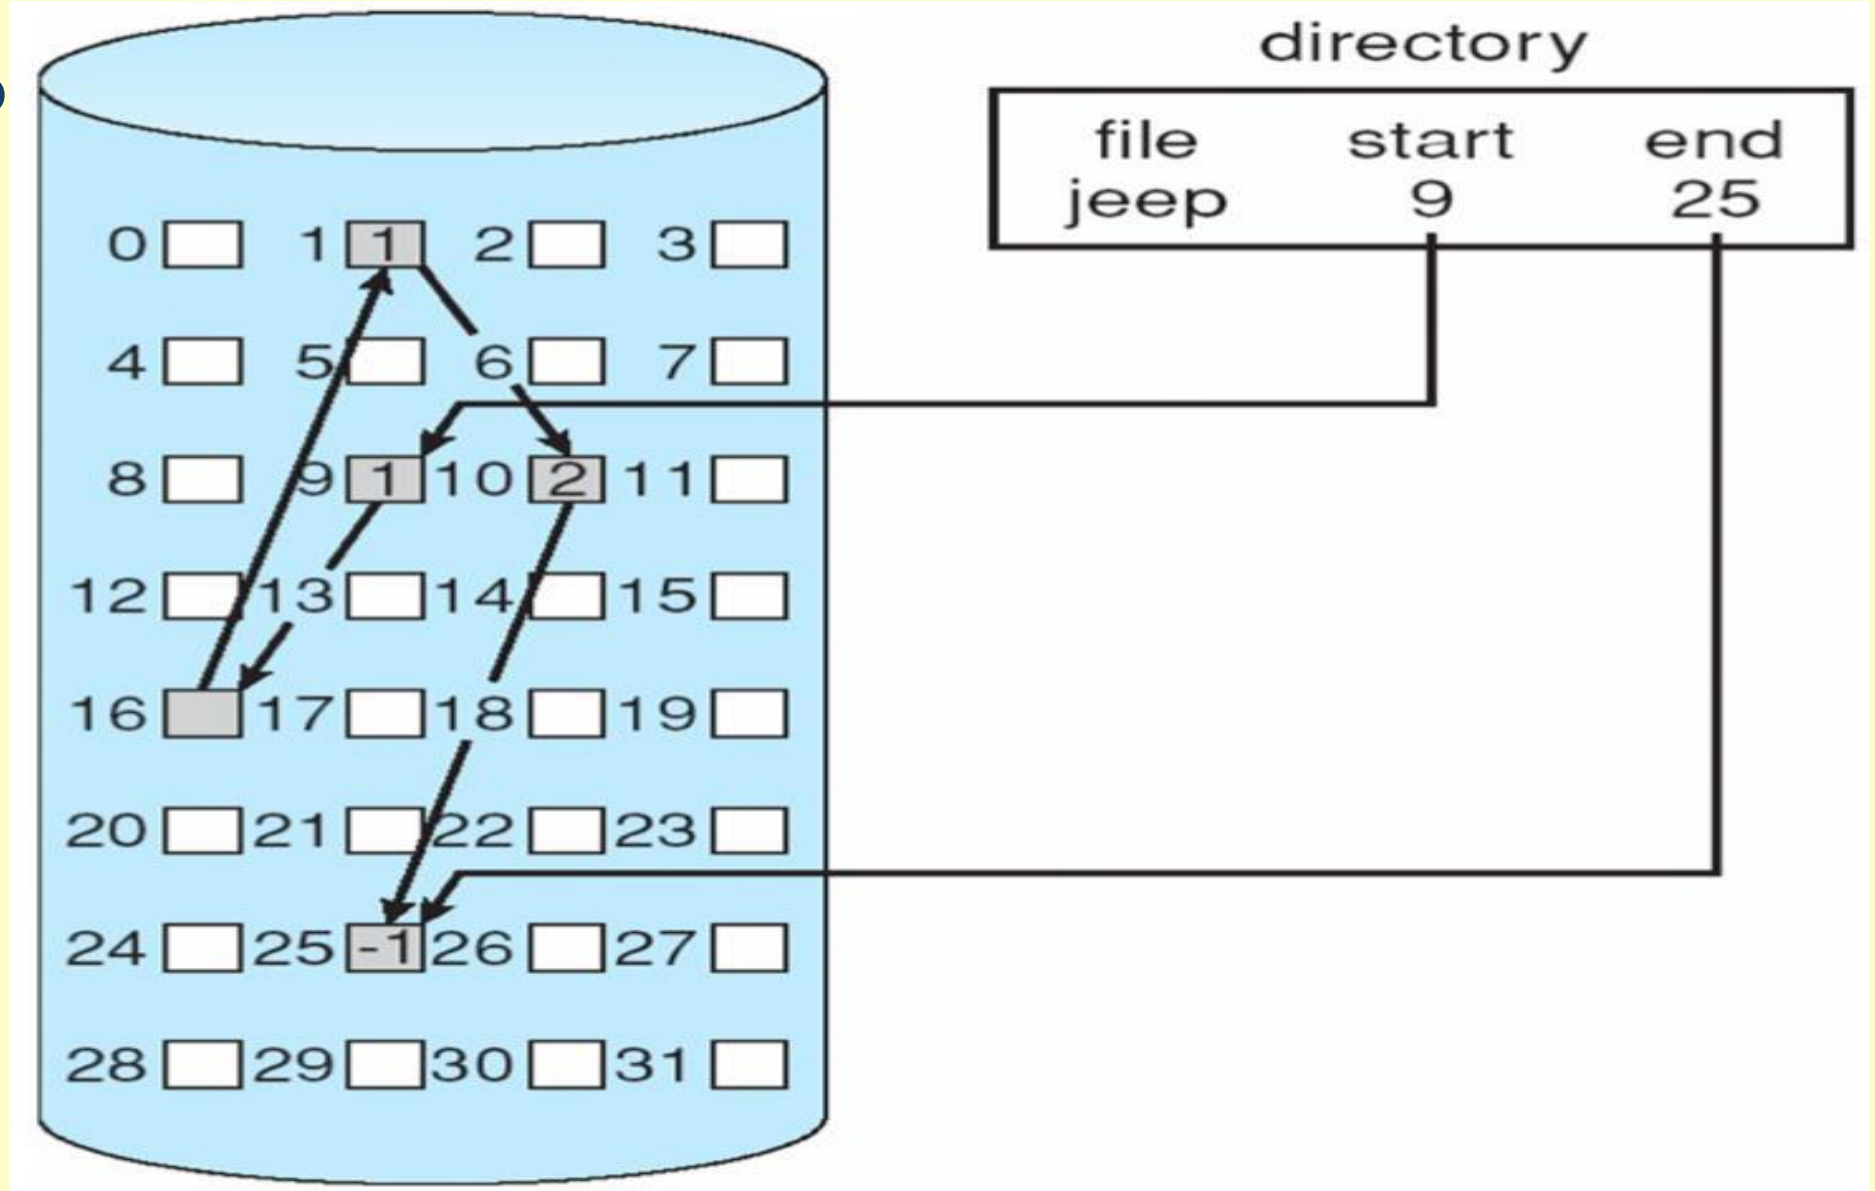 directory
file start end
jeep 9 25
0 1 1 2 3
4 5 6 7
8 9 1 10 2 11
12 13 14 15
16 17 18 19
20 21 22 23
24 25 -1 26 27
28 29 30 31